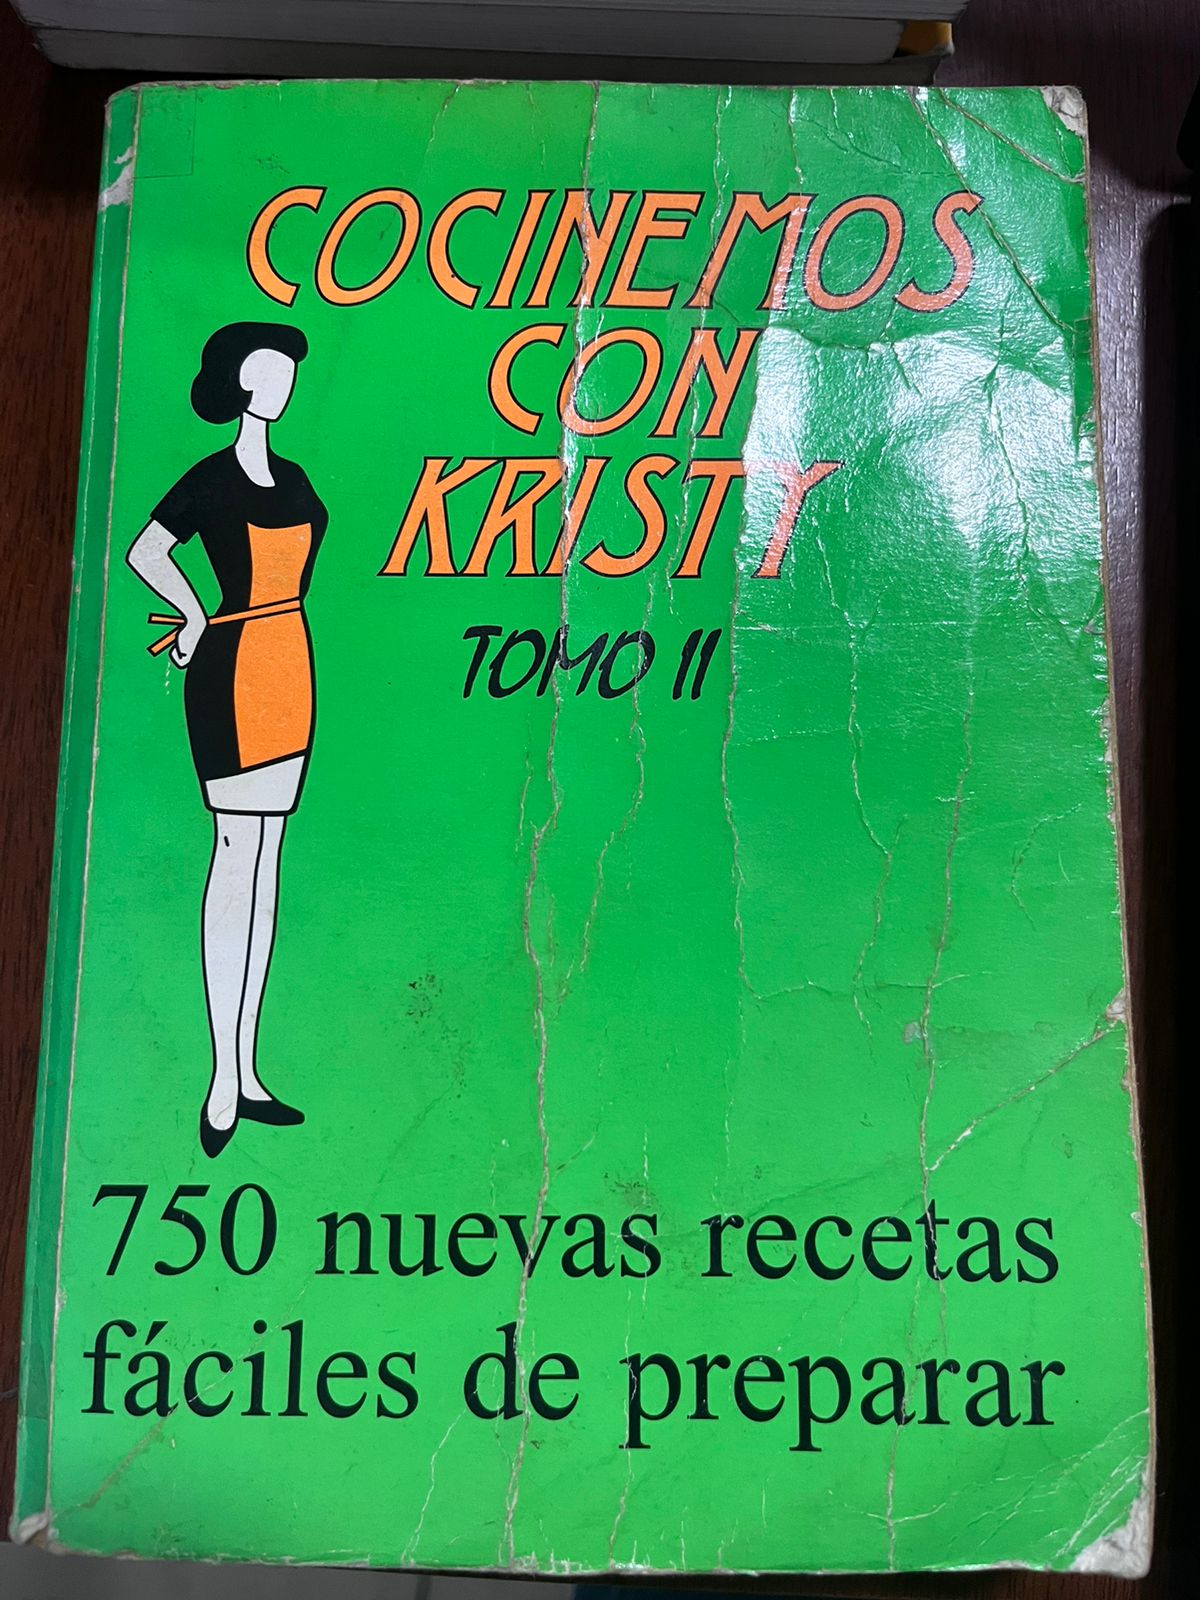 COCINEMOS
CON
KRISTY
TOMO II
750 nuevas recetas
fáciles de preparar